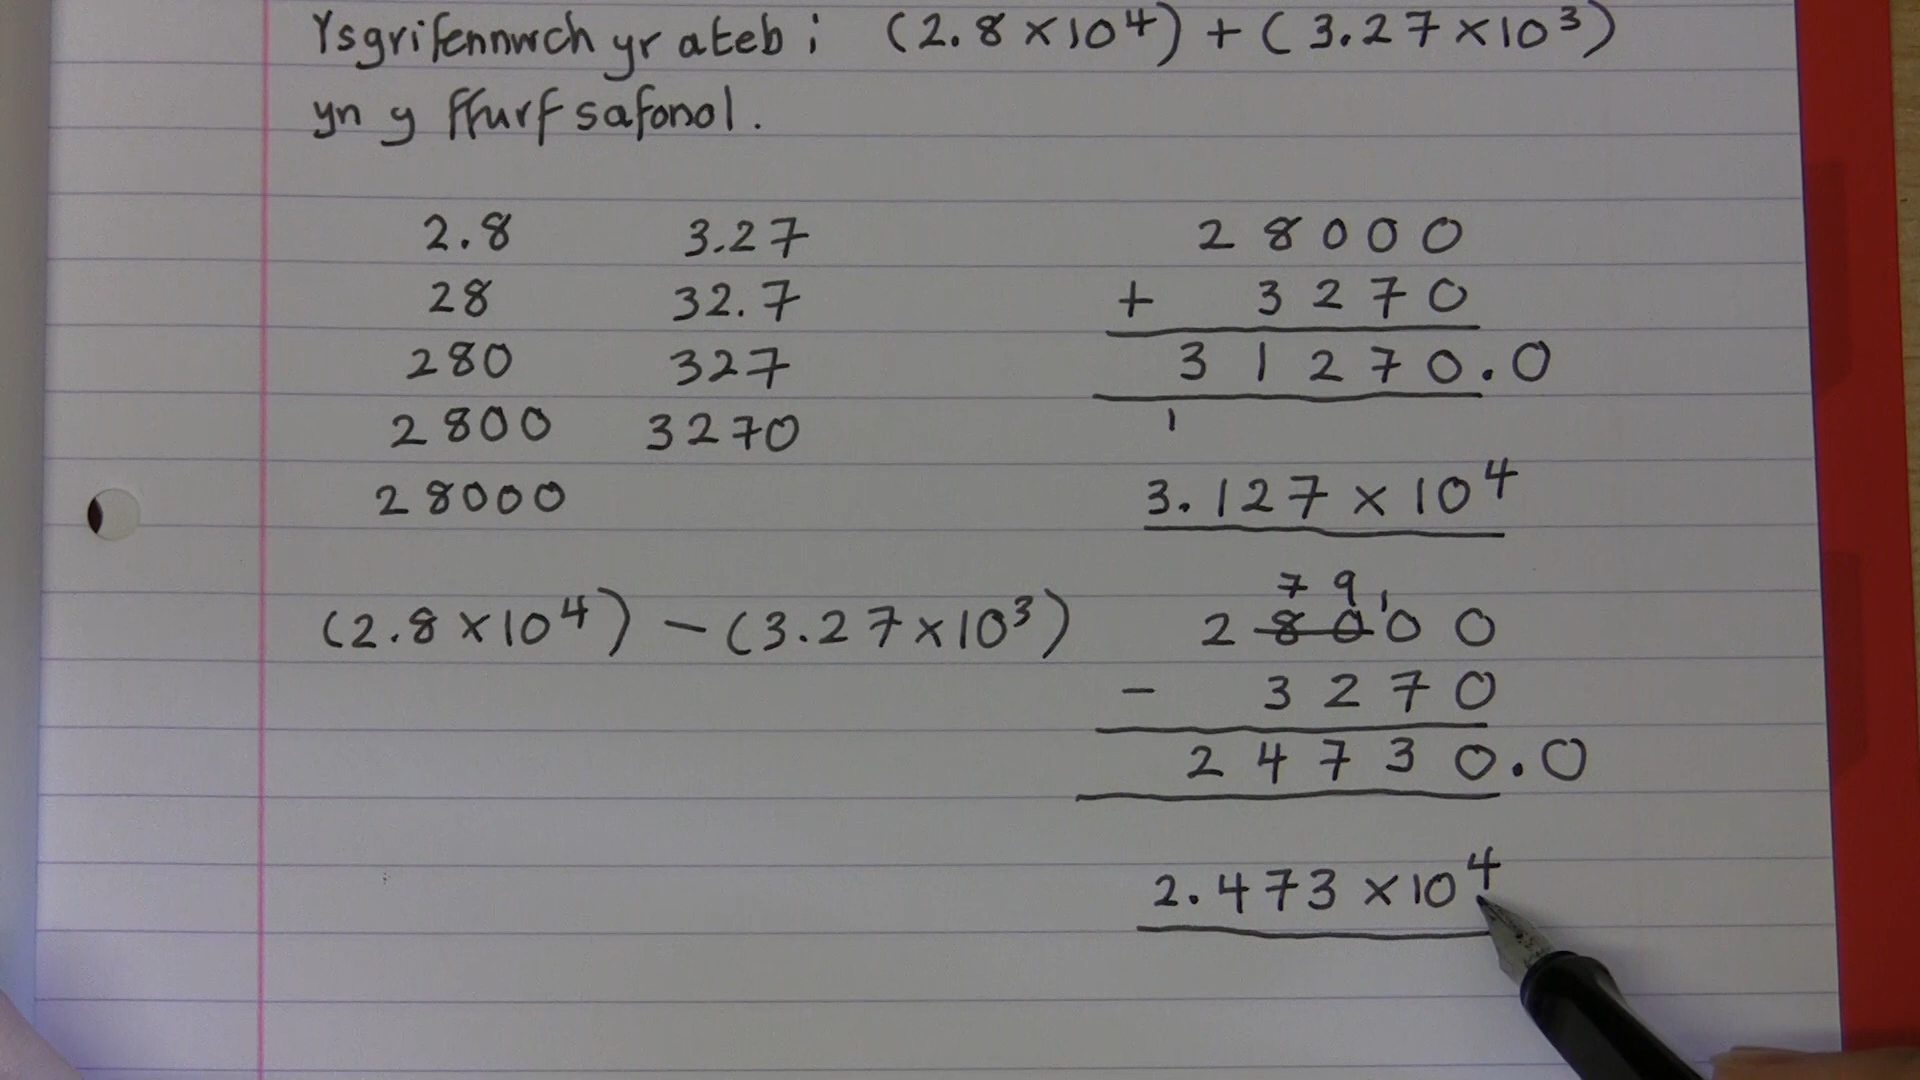 Ysgrifennwch yr ateb : (2.8 × 10⁴) + (3.27 × 10³)
yn y ffurf safonol.
2.8 3.27
28 32.7
280 327
2800 3270
28000
28000
+ 3270
31270.0
1
3.127 × 10⁴
(2.8 × 10⁴) - (3.27 × 10³)
7 9 1
28000
- 3270
24730.0
2.473 × 10⁴